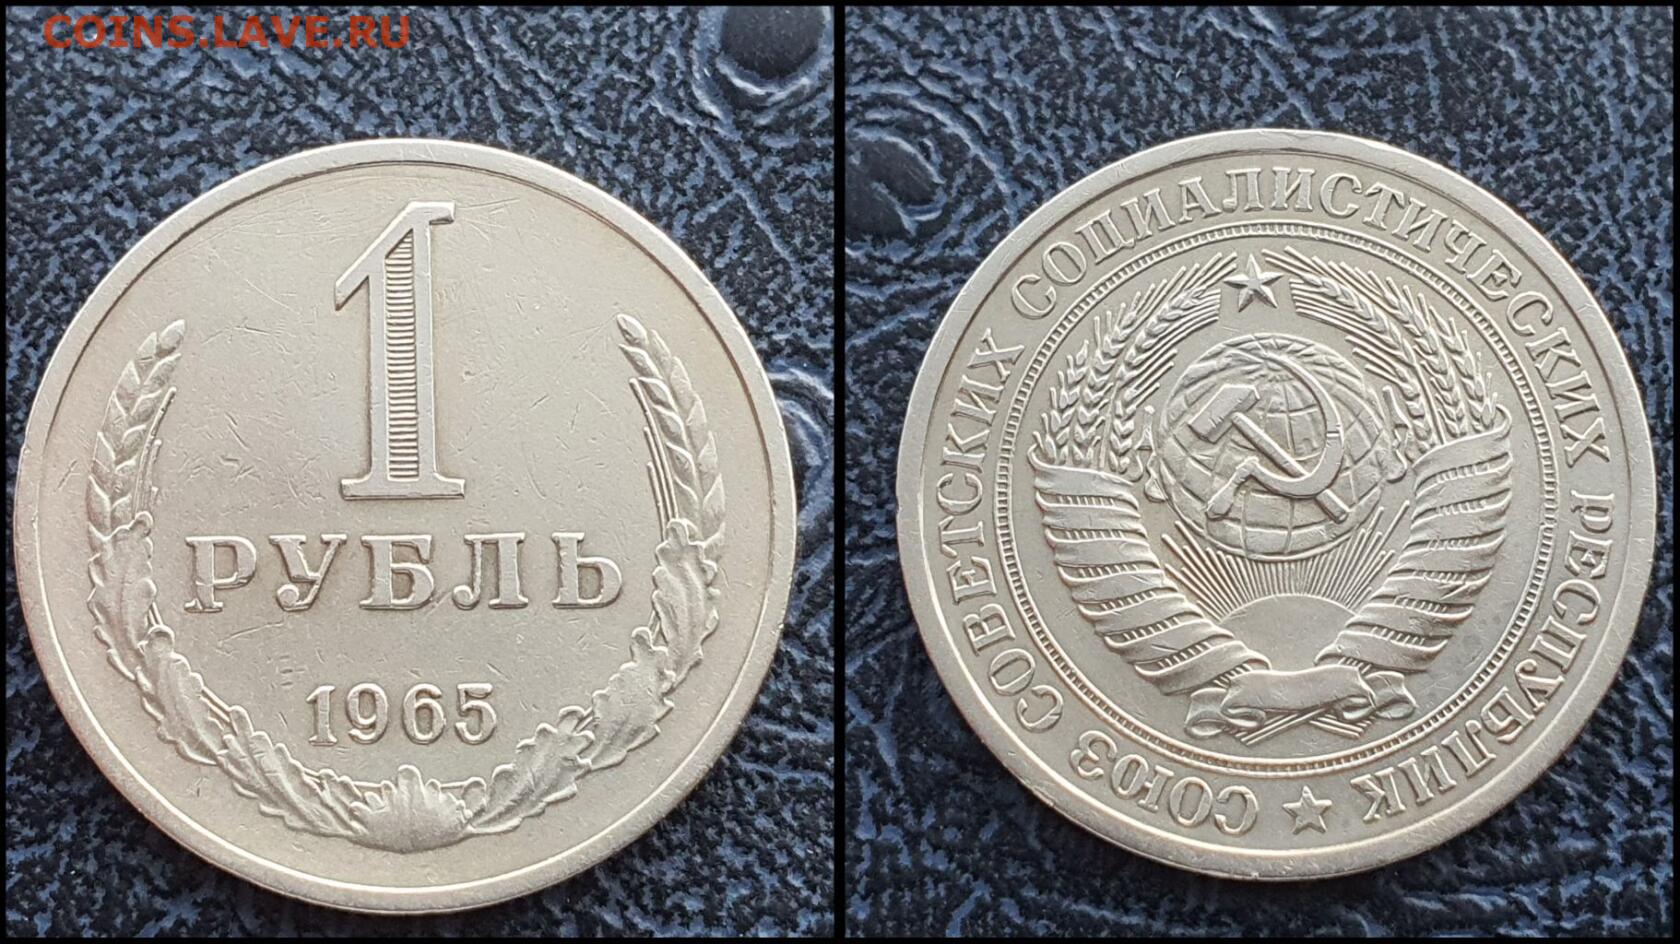 COINS.LAVE.RU
1
РУБЛЬ
1965
СОЮЗ СОВЕТСКИХ СОЦИАЛИСТИЧЕСКИХ РЕСПУБЛИК